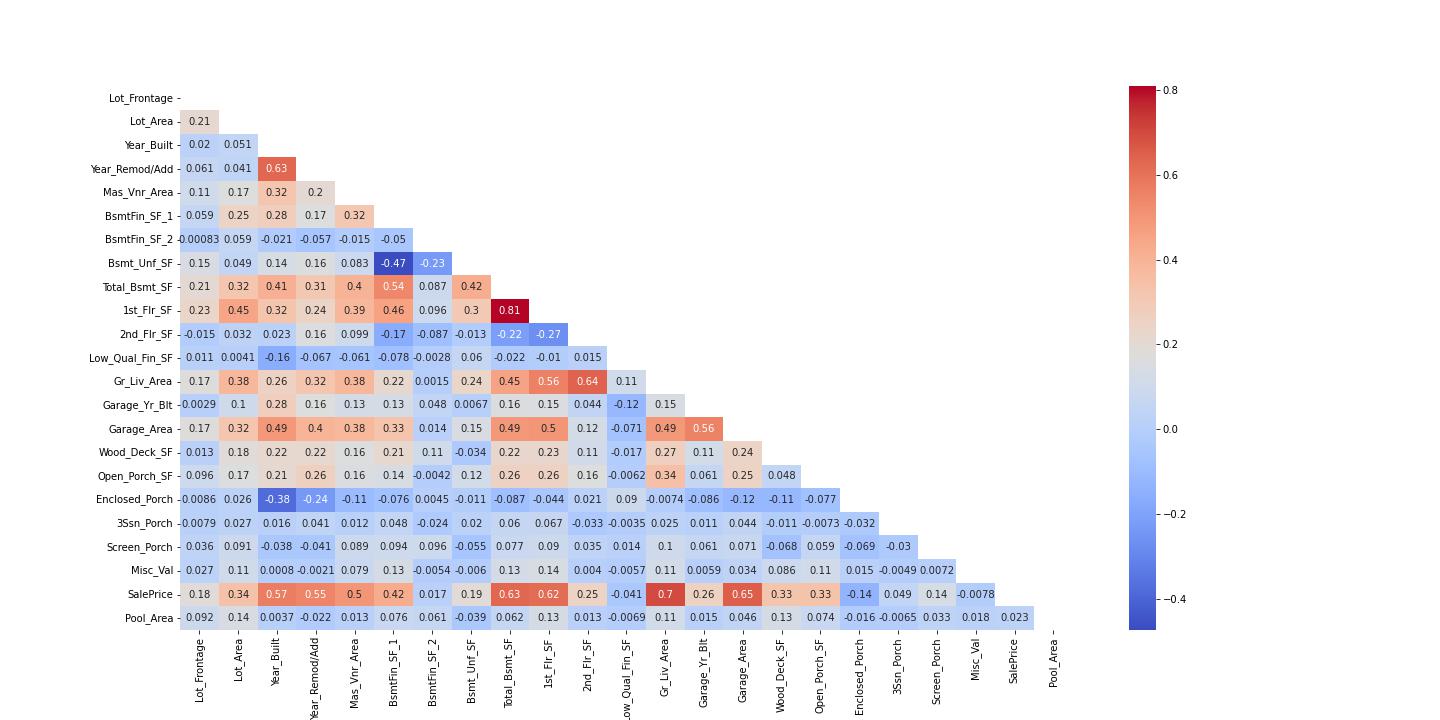 Lot_Frontage
Lot_Area 0.21
Year_Built 0.02 0.051
Year_Remod/Add 0.061 0.041 0.63
Mas_Vnr_Area 0.11 0.17 0.32 0.2
BsmtFin_SF_1 0.059 0.25 0.28 0.17 0.32
BsmtFin_SF_2 0.00083 0.059 -0.021 -0.057 -0.015 -0.05
Bsmt_Unf_SF 0.15 0.049 0.14 0.16 0.083 -0.47 -0.23
Total_Bsmt_SF 0.21 0.32 0.41 0.31 0.4 0.54 0.087 0.42
1st_Flr_SF 0.23 0.45 0.32 0.24 0.39 0.46 0.096 0.3 0.81
2nd_Flr_SF -0.015 0.032 0.023 0.16 0.099 -0.17 -0.087 -0.013 -0.22 -0.27
Low_Qual_Fin_SF 0.011 0.0041 -0.16 -0.067 -0.061 -0.078 -0.0028 0.06 -0.022 -0.01 0.015
Gr_Liv_Area 0.17 0.38 0.26 0.32 0.38 0.22 0.0015 0.24 0.45 0.56 0.64 0.11
Garage_Yr_Blt 0.0029 0.1 0.28 0.16 0.13 0.13 0.048 0.0067 0.16 0.15 0.044 -0.12 0.15
Garage_Area 0.17 0.32 0.49 0.4 0.38 0.33 0.014 0.15 0.49 0.5 0.12 -0.071 0.49 0.56
Wood_Deck_SF 0.013 0.18 0.22 0.22 0.16 0.21 0.11 -0.034 0.22 0.23 0.11 -0.017 0.27 0.11 0.24
Open_Porch_SF 0.096 0.17 0.21 0.26 0.16 0.14 -0.0042 0.12 0.26 0.26 0.16 -0.0062 0.34 0.061 0.25 0.048
Enclosed_Porch 0.0086 0.026 -0.38 -0.24 -0.11 -0.076 0.0045 -0.011 -0.087 -0.044 0.021 0.09 -0.0074 -0.086 -0.12 -0.11 -0.077
3Ssn_Porch 0.0079 0.027 0.016 0.041 0.012 0.048 -0.024 0.02 0.06 0.067 -0.033 -0.0035 0.025 0.011 0.044 -0.011 -0.0073 -0.032
Screen_Porch 0.036 0.091 -0.038 -0.041 0.089 0.094 0.096 -0.055 0.077 0.09 0.035 0.014 0.1 0.061 0.071 -0.068 0.059 -0.069 -0.03
Misc_Val 0.027 0.11 0.0008 -0.0021 0.079 0.13 -0.0054 -0.006 0.13 0.14 0.004 -0.0057 0.11 0.0059 0.034 0.086 0.11 0.015 -0.0049 0.0072
SalePrice 0.18 0.34 0.57 0.55 0.5 0.42 0.017 0.19 0.63 0.62 0.25 -0.041 0.7 0.26 0.65 0.33 0.33 -0.14 0.049 0.14 -0.0078
Pool_Area 0.092 0.14 0.0037 -0.022 0.013 0.076 0.061 -0.039 0.062 0.13 0.013 -0.0069 0.11 0.015 0.046 0.13 0.074 -0.016 -0.0065 0.033 0.018 0.023
Lot_Frontage
Lot_Area
Year_Built
Year_Remod/Add
Mas_Vnr_Area
BsmtFin_SF_1
BsmtFin_SF_2
Bsmt_Unf_SF
Total_Bsmt_SF
1st_Flr_SF
2nd_Flr_SF
ow_Qual_Fin_SF
Gr_Liv_Area
Garage_Yr_Blt
Garage_Area
Wood_Deck_SF
Open_Porch_SF
Enclosed_Porch
3Ssn_Porch
Screen_Porch
Misc_Val
SalePrice
Pool_Area
0.8
0.6
0.4
0.2
0.0
−0.2
−0.4